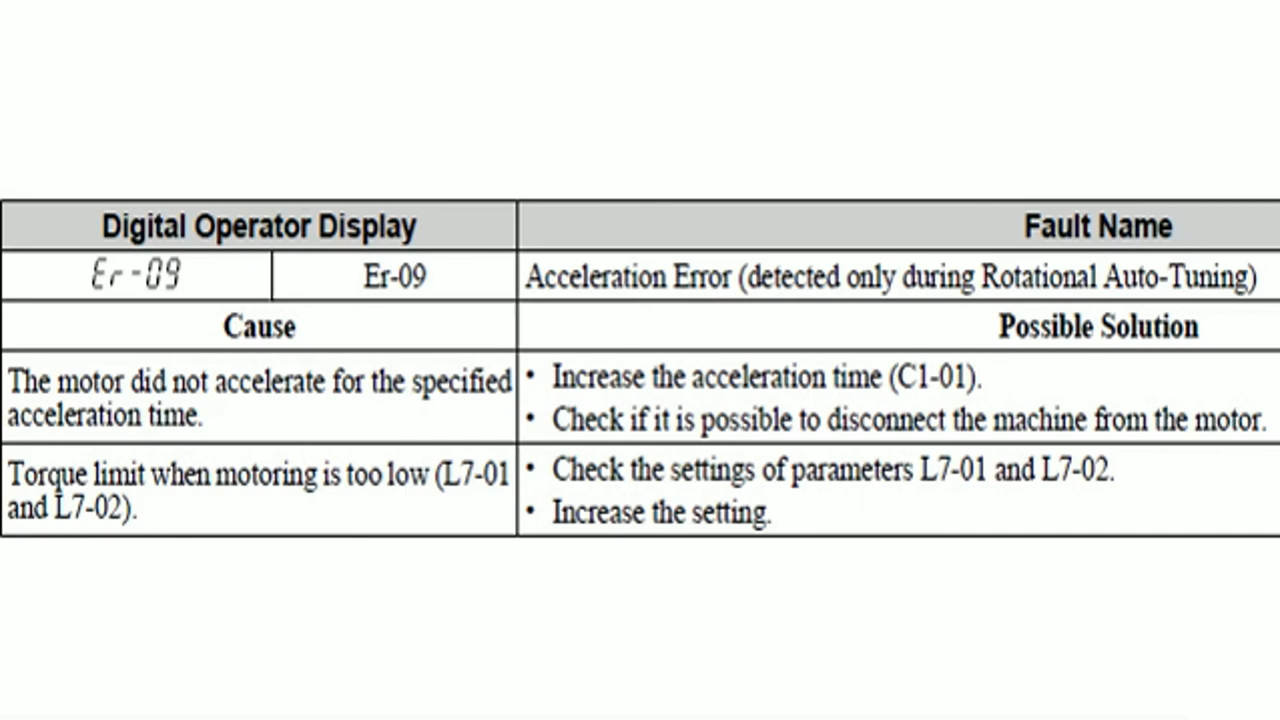 Digital Operator Display
Fault Name
Er-09
Er-09
Acceleration Error (detected only during Rotational Auto-Tuning)
Cause
Possible Solution
The motor did not accelerate for the specified
acceleration time.
• Increase the acceleration time (C1-01).
• Check if it is possible to disconnect the machine from the motor.
Torque limit when motoring is too low (L7-01
and L7-02).
• Check the settings of parameters L7-01 and L7-02.
• Increase the setting.